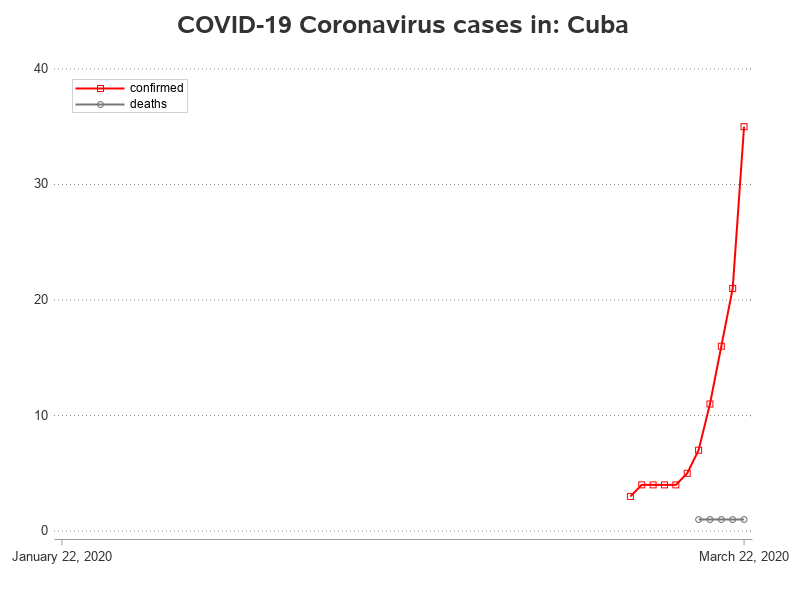 COVID-19 Coronavirus cases in: Cuba
40
confirmed
deaths
30
20
10
0
January 22, 2020
March 22, 2020